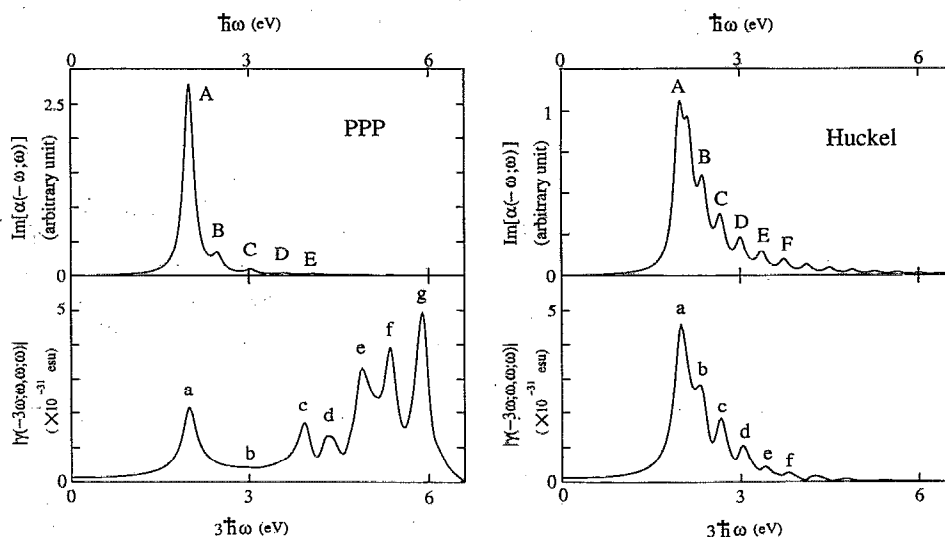 ħω (eV)
0 3 6
2.5
0
Im[α(−ω;ω)]
(arbitrary unit)
PPP
A
B
C
D
E
5
0
|γ(−3ω;ω,ω;ω)|
(×10⁻³¹ esu)
a
b
c
d
e
f
g
0 3 6
3ħω (eV)
ħω (eV)
0 3 6
1
0
Im[α(−ω;ω)]
(arbitrary unit)
Huckel
A
B
C
D
E
F
5
0
|γ(−3ω;ω,ω;ω)|
(×10⁻³¹ esu)
a
b
c
d
e
f
0 3 6
3ħω (eV)